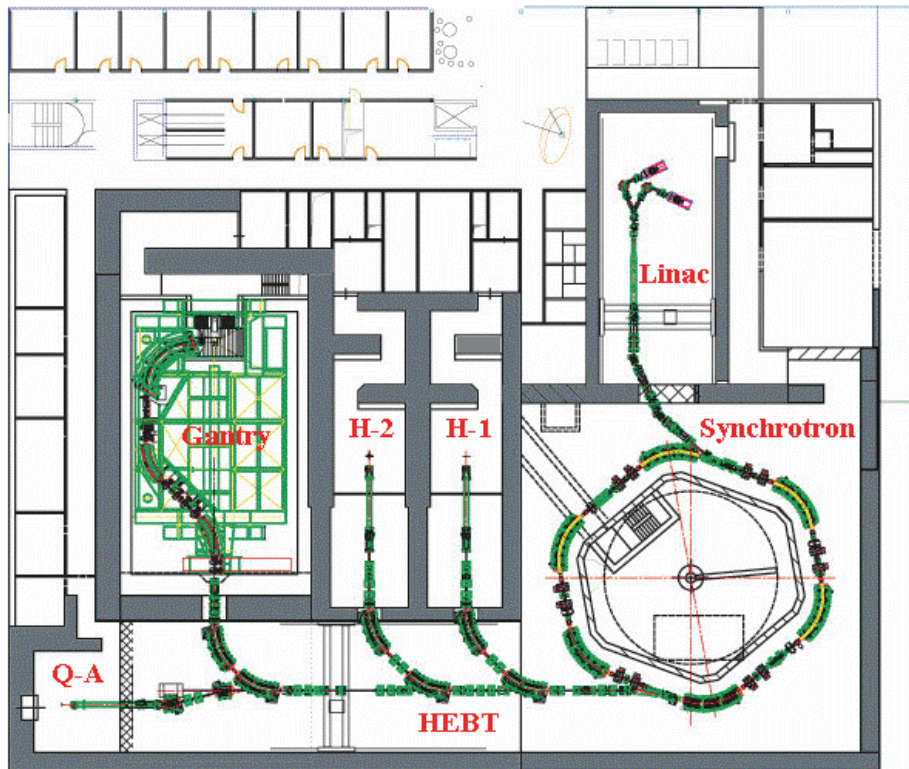 Linac
Gantry
H-2
H-1
Synchrotron
Q-A
HEBT